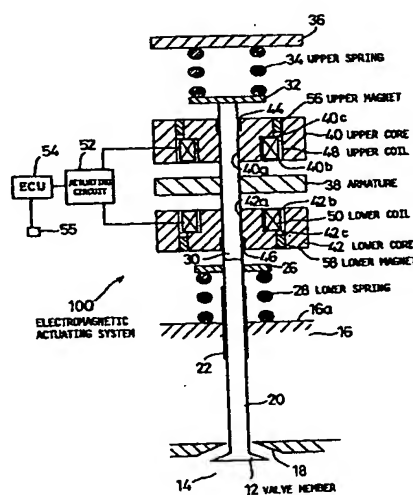 36
34 UPPER SPRING
32
44
56 UPPER MAGNET
40c
40 UPPER CORE
48 UPPER COIL
40b
40a
54
52
ECU
ACTUATING CIRCUIT
55
38 ARMATURE
42a
42b
50 LOWER COIL
42c
42 LOWER CORE
58 LOWER MAGNET
30
46
26
28 LOWER SPRING
100
ELECTROMAGNETIC
ACTUATING SYSTEM
16a
16
22
20
18
14
12 VALVE MEMBER